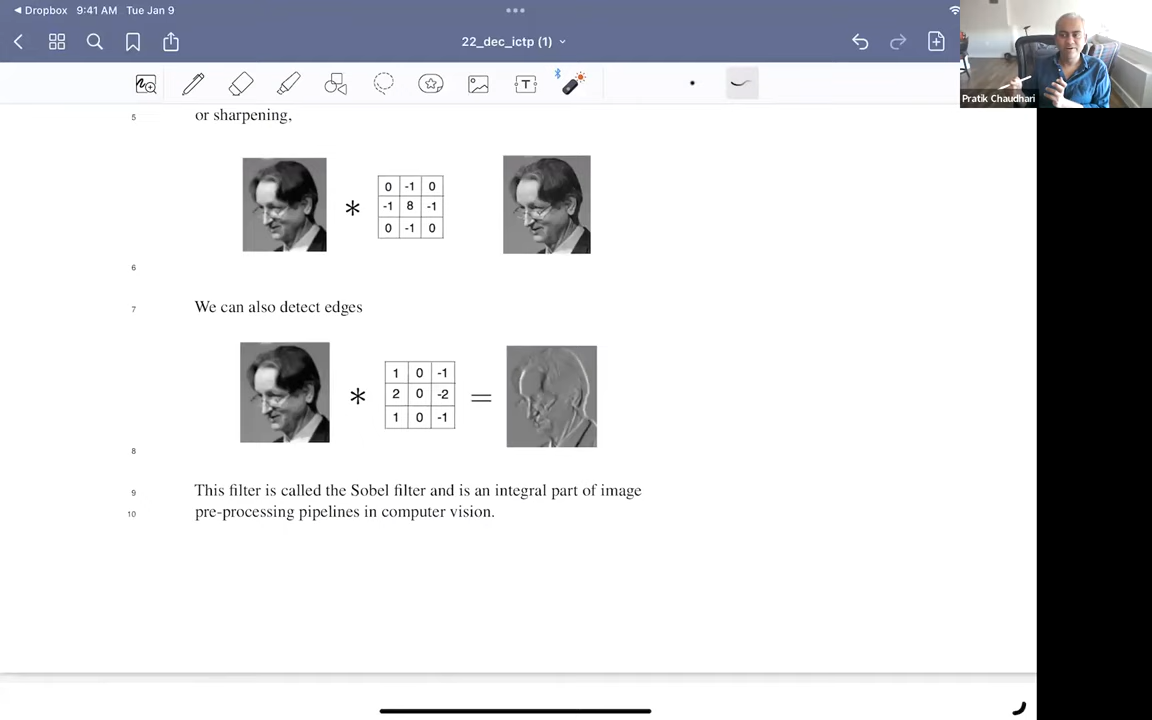 Dropbox 9:41 AM Tue Jan 9
22_dec_ictp (1)
T
Pratik Chaudhari
5 or sharpening,
0 -1 0
-1 8 -1
0 -1 0
*
6
7 We can also detect edges
1 0 -1
2 0 -2
1 0 -1
* =
8
9 This filter is called the Sobel filter and is an integral part of image
10 pre-processing pipelines in computer vision.